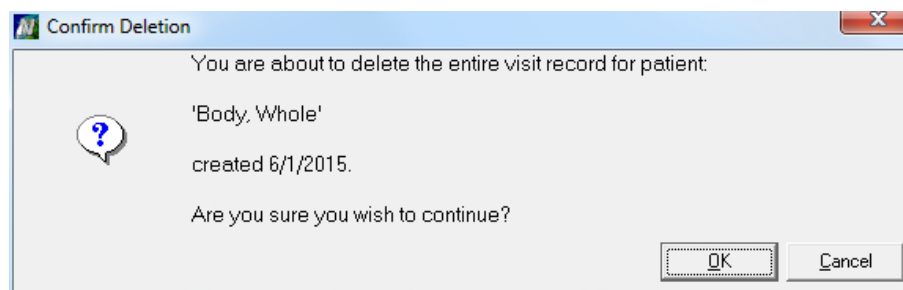 Confirm Deletion
You are about to delete the entire visit record for patient:
'Body, Whole'
created 6/1/2015.
Are you sure you wish to continue?
OK
Cancel